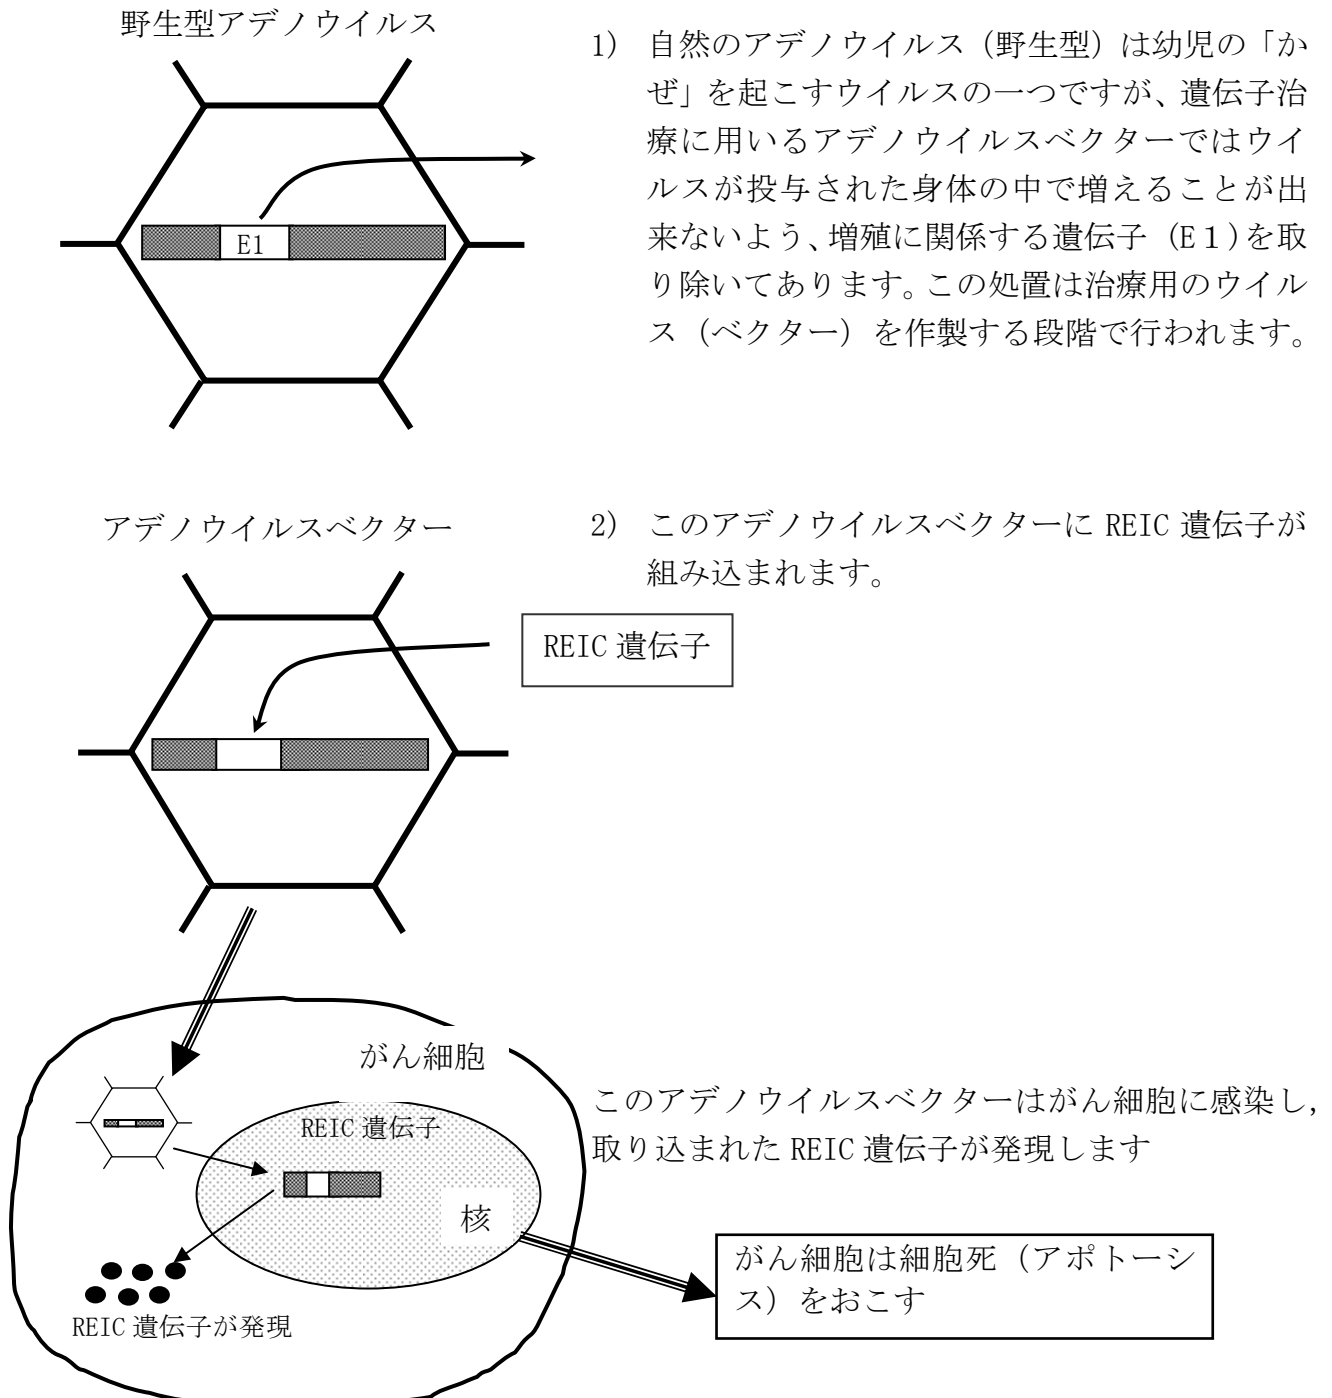 野生型アデノウイルス
1) 自然のアデノウイルス（野生型）は幼児の「か
ぜ」を起こすウイルスの一つですが、遺伝子治
療に用いるアデノウイルスベクターではウイ
ルスが投与された身体の中で増えることが出
来ないよう、増殖に関係する遺伝子（E１）を取
り除いてあります。この処置は治療用のウイル
ス（ベクター）を作製する段階で行われます。
E1
アデノウイルスベクター
2) このアデノウイルスベクターに REIC 遺伝子が
組み込まれます。
REIC 遺伝子
がん細胞
REIC 遺伝子
核
REIC 遺伝子が発現
このアデノウイルスベクターはがん細胞に感染し,
取り込まれた REIC 遺伝子が発現します
がん細胞は細胞死（アポトーシ
ス）をおこす